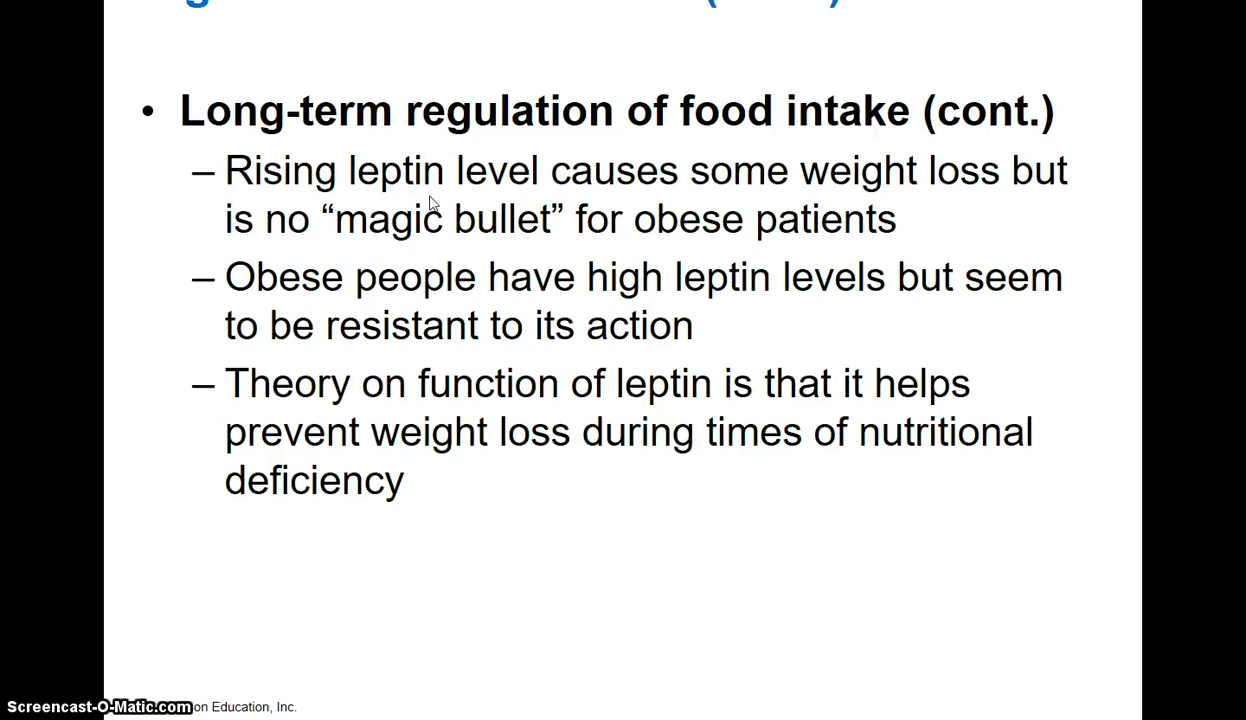 • Long-term regulation of food intake (cont.)
– Rising leptin level causes some weight loss but
is no “magic bullet” for obese patients
– Obese people have high leptin levels but seem
to be resistant to its action
– Theory on function of leptin is that it helps
prevent weight loss during times of nutritional
deficiency
Screencast-O-Matic.com on Education, Inc.